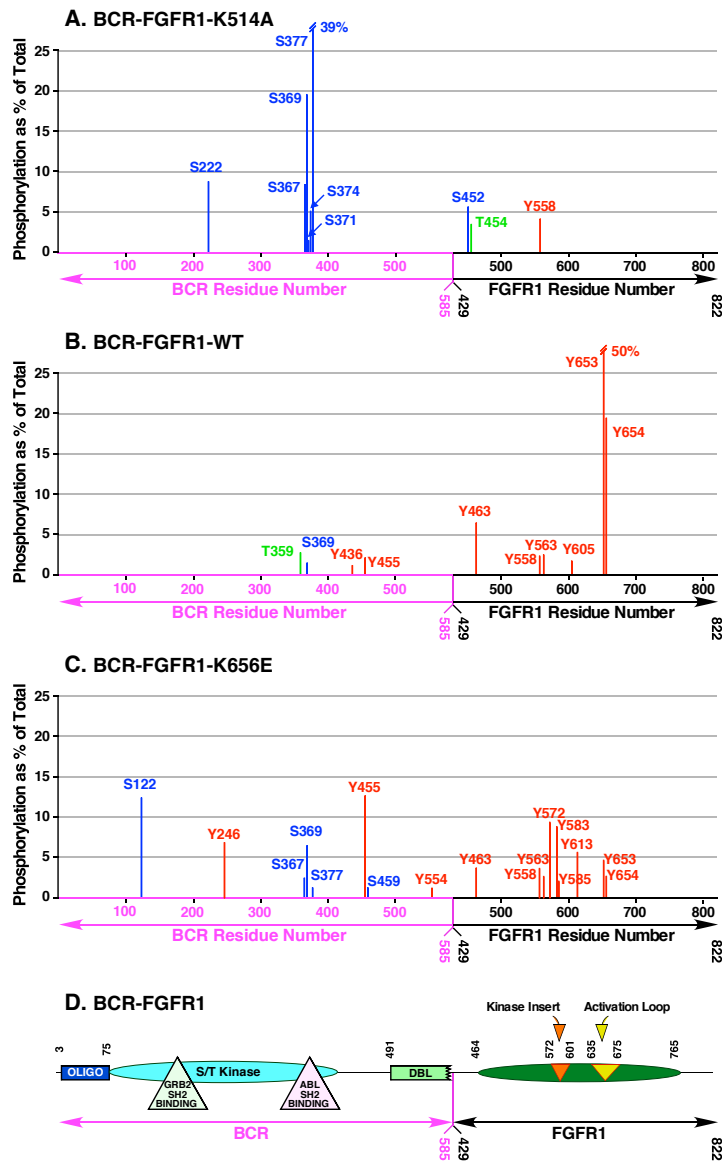 A. BCR-FGFR1-K514A
Phosphorylation as % of Total
25
20
15
10
5
0
S222
S377
39%
S369
S367
S374
S371
S452
T454
Y558
100 200 300 400 500
500 600 700 800
BCR Residue Number
FGFR1 Residue Number
585
429
822
B. BCR-FGFR1-WT
Phosphorylation as % of Total
25
20
15
10
5
0
T359
S369
Y436
Y455
Y463
Y558
Y563
Y605
Y653
50%
Y654
100 200 300 400 500
500 600 700 800
BCR Residue Number
FGFR1 Residue Number
585
429
822
C. BCR-FGFR1-K656E
Phosphorylation as % of Total
25
20
15
10
5
0
S122
Y246
S369
S367
S377
Y455
S459
Y554
Y463
Y563
Y558
Y572
Y583
Y613
Y585
Y653
Y654
100 200 300 400 500
500 600 700 800
BCR Residue Number
FGFR1 Residue Number
585
429
822
D. BCR-FGFR1
Kinase Insert
Activation Loop
3
75
491
464
572
601
635
675
765
OLIGO
S/T Kinase
GRB2
SH2
BINDING
ABL
SH2
BINDING
DBL
BCR
FGFR1
585
429
822